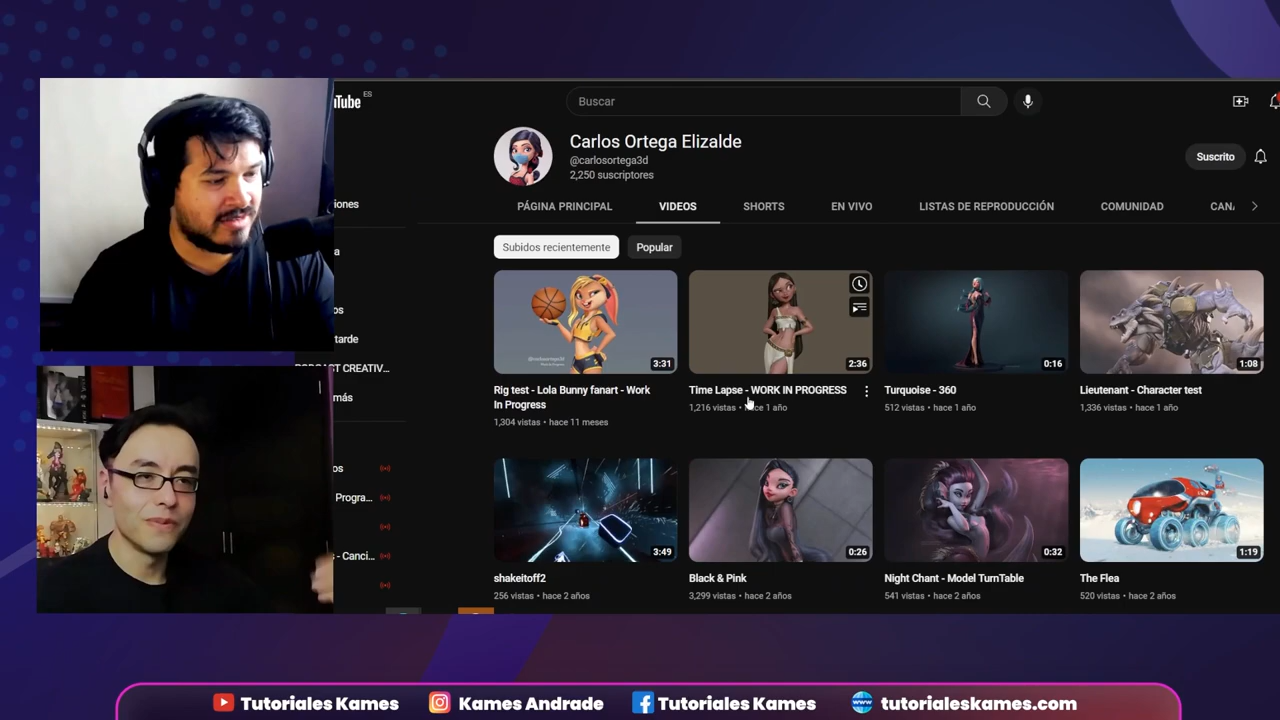 iTube ES
Buscar
Carlos Ortega Elizalde
@carlosortega3d
2,250 suscriptores
Suscrito
PÁGINA PRINCIPAL
VIDEOS
SHORTS
EN VIVO
LISTAS DE REPRODUCCIÓN
COMUNIDAD
CAN
Subidos recientemente
Popular
iones
a
os
tarde
PODCAST CREATIV...
más
os
Progra...
- Canci...
3:31
2:36
0:16
1:08
Rig test - Lola Bunny fanart - Work
In Progress
1,304 vistas • hace 11 meses
Time Lapse - WORK IN PROGRESS
1,216 vistas • hace 1 año
Turquoise - 360
512 vistas • hace 1 año
Lieutenant - Character test
1,336 vistas • hace 1 año
3:49
0:26
0:32
1:19
shakeitoff2
256 vistas • hace 2 años
Black & Pink
3,299 vistas • hace 2 años
Night Chant - Model TurnTable
541 vistas • hace 2 años
The Flea
520 vistas • hace 2 años
Tutoriales Kames
Kames Andrade
Tutoriales Kames
tutorialeskames.com